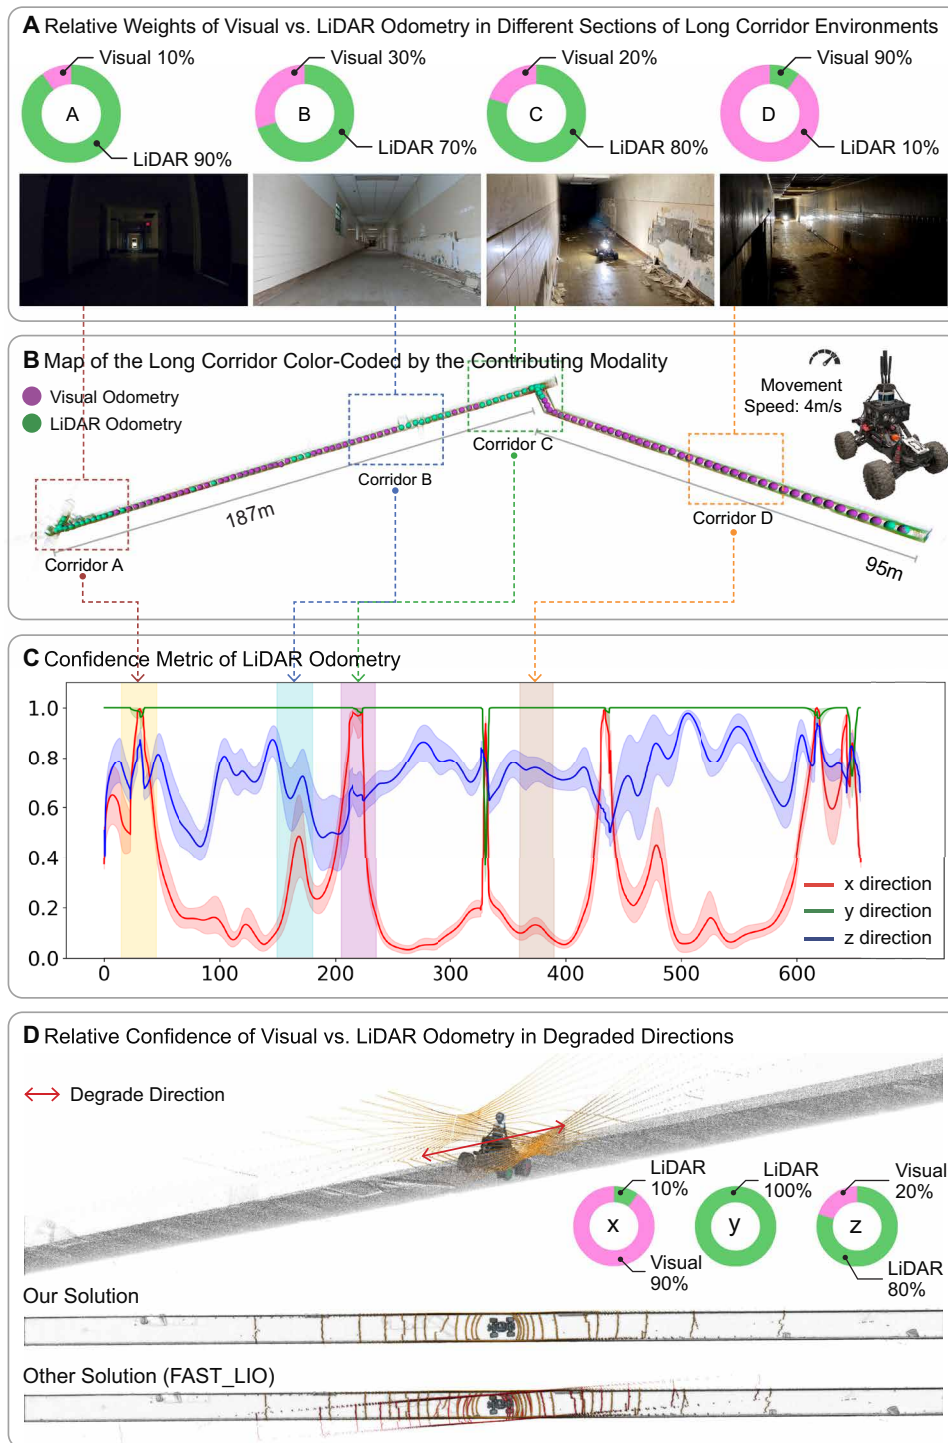 A Relative Weights of Visual vs. LiDAR Odometry in Different Sections of Long Corridor Environments
Visual 10%
A
LiDAR 90%
Visual 30%
B
LiDAR 70%
Visual 20%
C
LiDAR 80%
Visual 90%
D
LiDAR 10%
B Map of the Long Corridor Color-Coded by the Contributing Modality
Visual Odometry
LiDAR Odometry
Movement
Speed: 4m/s
Corridor A
187m
Corridor B
Corridor C
Corridor D
95m
C Confidence Metric of LiDAR Odometry
1.0
0.8
0.6
0.4
0.2
0.0
0
100
200
300
400
500
600
x direction
y direction
z direction
D Relative Confidence of Visual vs. LiDAR Odometry in Degraded Directions
Degrade Direction
LiDAR
10%
x
Visual
90%
LiDAR
100%
y
Visual
20%
z
LiDAR
80%
Our Solution
Other Solution (FAST_LIO)